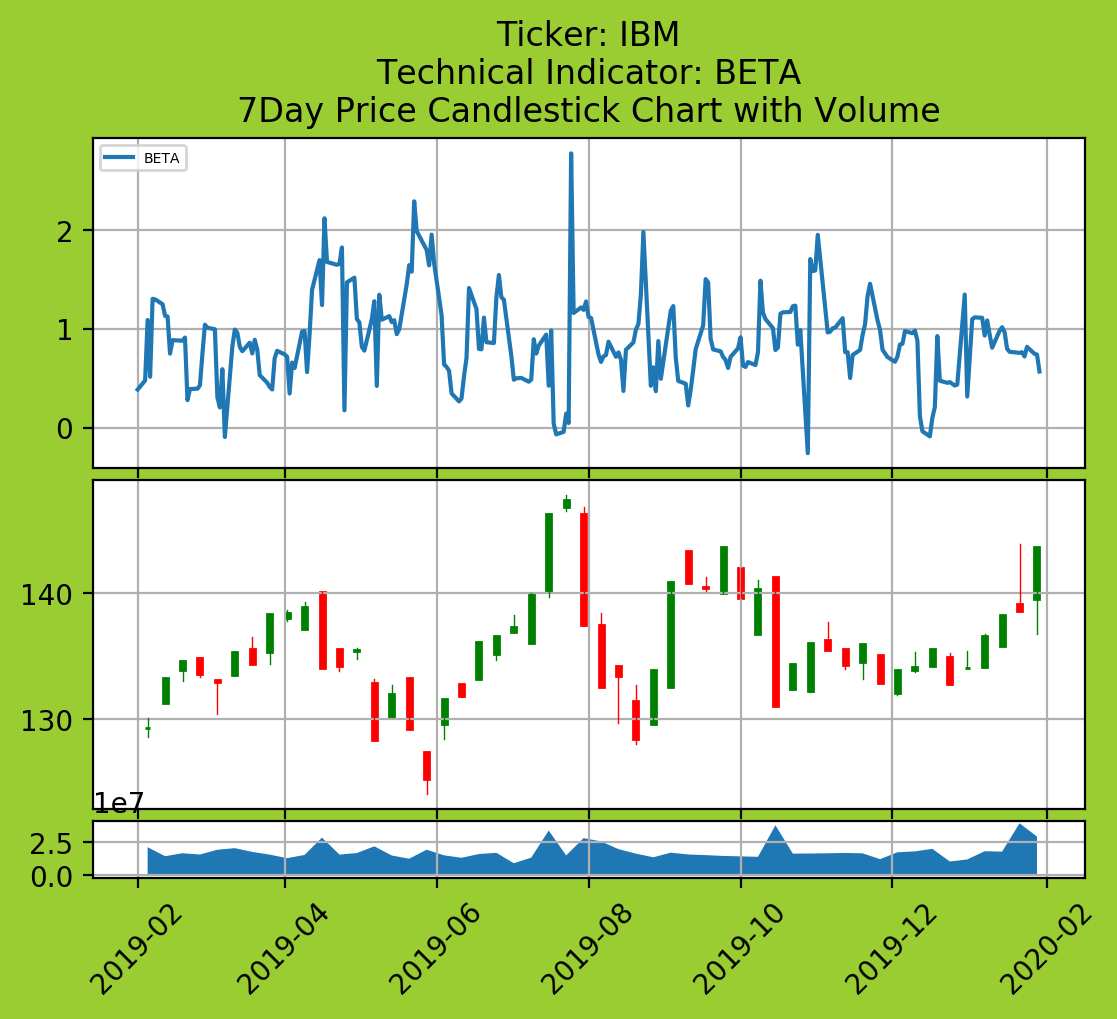 Ticker: IBM
Technical Indicator: BETA
7Day Price Candlestick Chart with Volume
BETA
2
1
0
140
130
1e7
2.5
0.0
2019-02
2019-04
2019-06
2019-08
2019-10
2019-12
2020-02